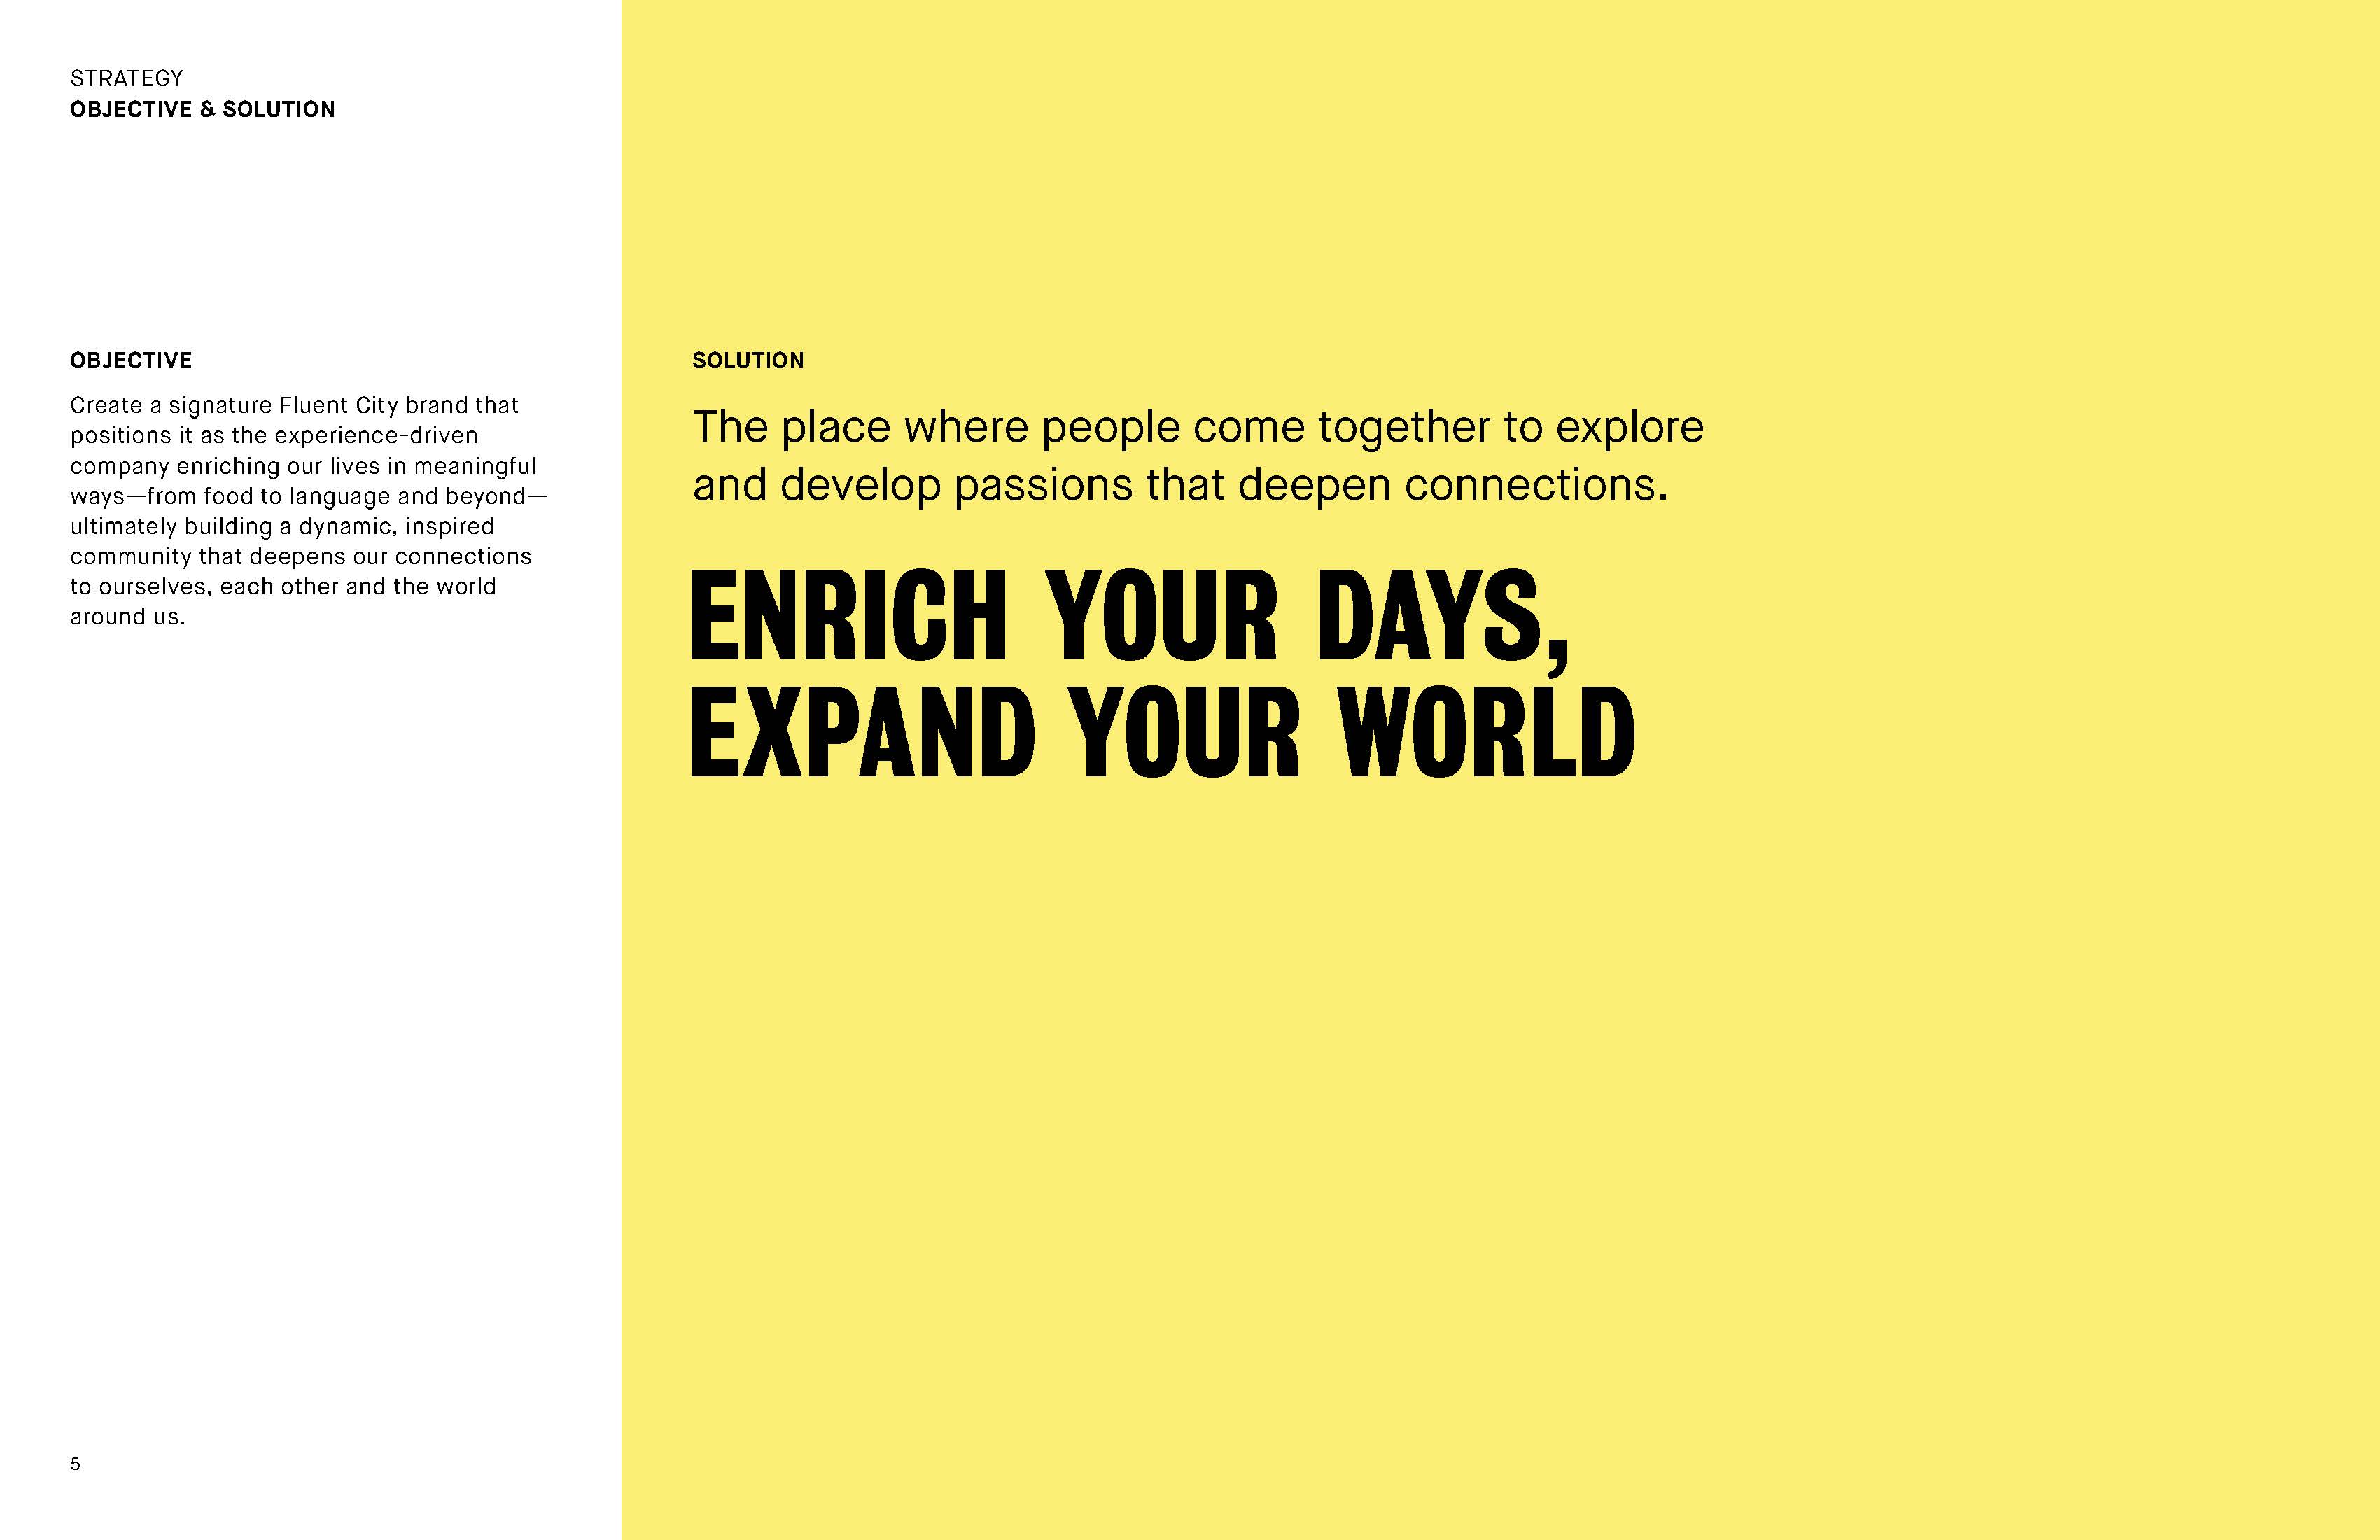 STRATEGY
OBJECTIVE & SOLUTION
OBJECTIVE
Create a signature Fluent City brand that
positions it as the experience-driven
company enriching our lives in meaningful
ways—from food to language and beyond—
ultimately building a dynamic, inspired
community that deepens our connections
to ourselves, each other and the world
around us.
SOLUTION
The place where people come together to explore
and develop passions that deepen connections.
ENRICH YOUR DAYS,
EXPAND YOUR WORLD
5